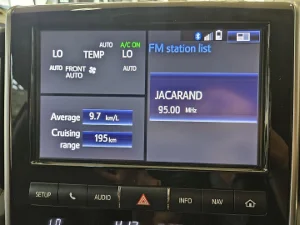 AUTO
A/C ON
LO
TEMP
LO
AUTO
FRONT
AUTO
AUTO
Average
9.7 km/L
Cruising
range
195 km
FM station list
JACARAND
95.00 MHz
SETUP
AUDIO
INFO
NAV
LO